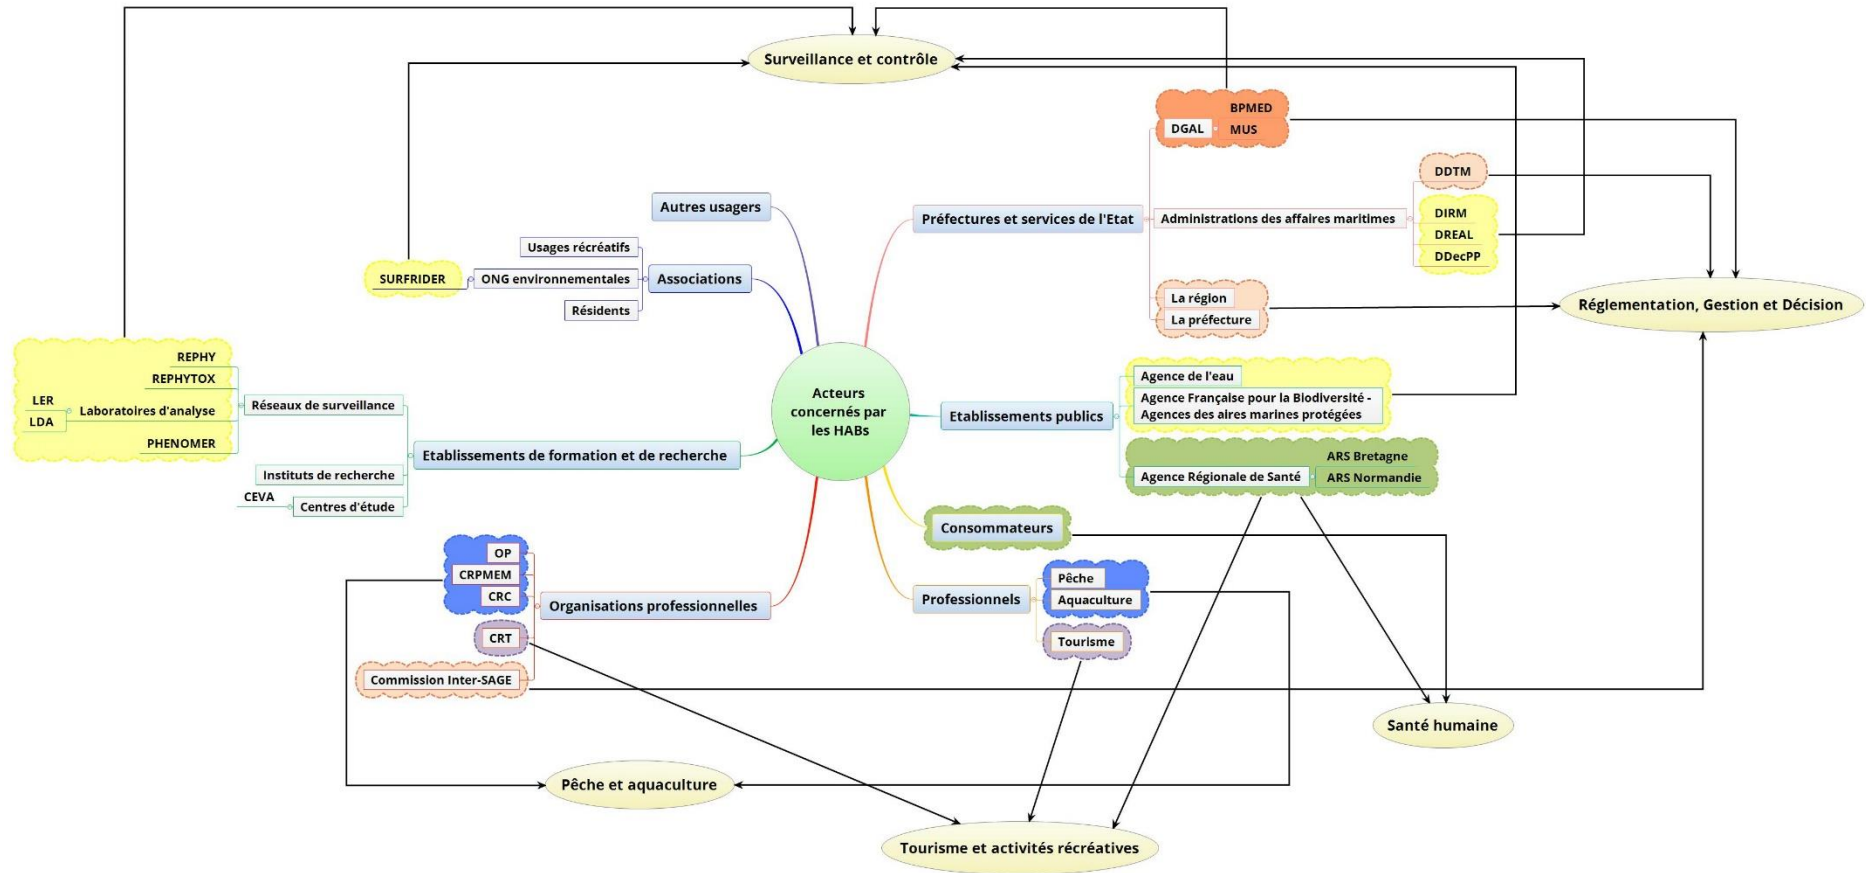 Surveillance et contrôle
BPMED
DGAL
MUS
DDTM
Autres usagers
Préfectures et services de l'Etat
Administrations des affaires maritimes
DIRM
DREAL
DDecPP
Usages récréatifs
SURFRIDER
ONG environnementales
Associations
Résidents
La région
La préfecture
Réglementation, Gestion et Décision
REPHY
REPHYTOX
LER
LDA
Laboratoires d'analyse
PHENOMER
Réseaux de surveillance
Etablissements de formation et de recherche
Instituts de recherche
CEVA
Centres d'étude
Acteurs
concernés par
les HABs
Etablissements publics
Agence de l'eau
Agence Française pour la Biodiversité -
Agences des aires marines protégées
ARS Bretagne
Agence Régionale de Santé
ARS Normandie
Consommateurs
OP
CRPMEM
CRC
Organisations professionnelles
CRT
Commission Inter-SAGE
Professionnels
Pêche
Aquaculture
Tourisme
Santé humaine
Pêche et aquaculture
Tourisme et activités récréatives